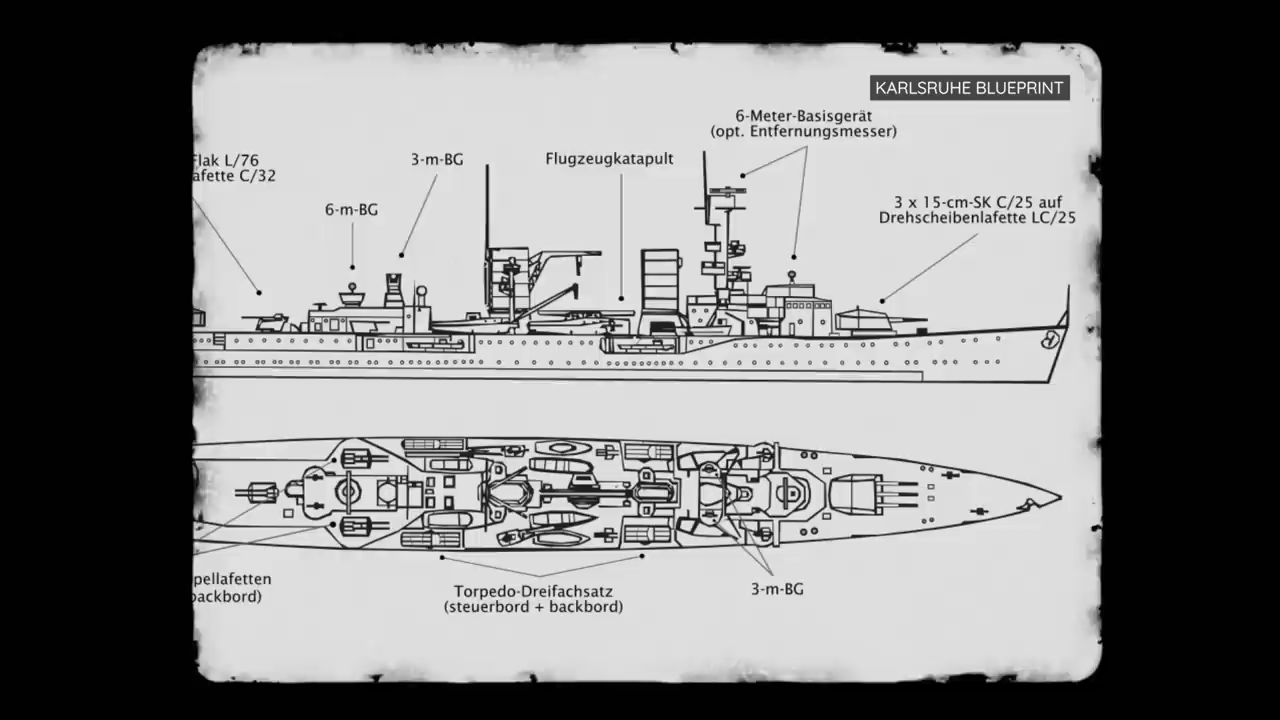 KARLSRUHE BLUEPRINT
6-Meter-Basisgerät
(opt. Entfernungsmesser)
Flak L/76
afette C/32
3-m-BG
Flugzeugkatapult
6-m-BG
3 x 15-cm-SK C/25 auf
Drehscheibenlafette LC/25
pellafetten
backbord)
Torpedo-Dreifachsatz
(steuerbord + backbord)
3-m-BG